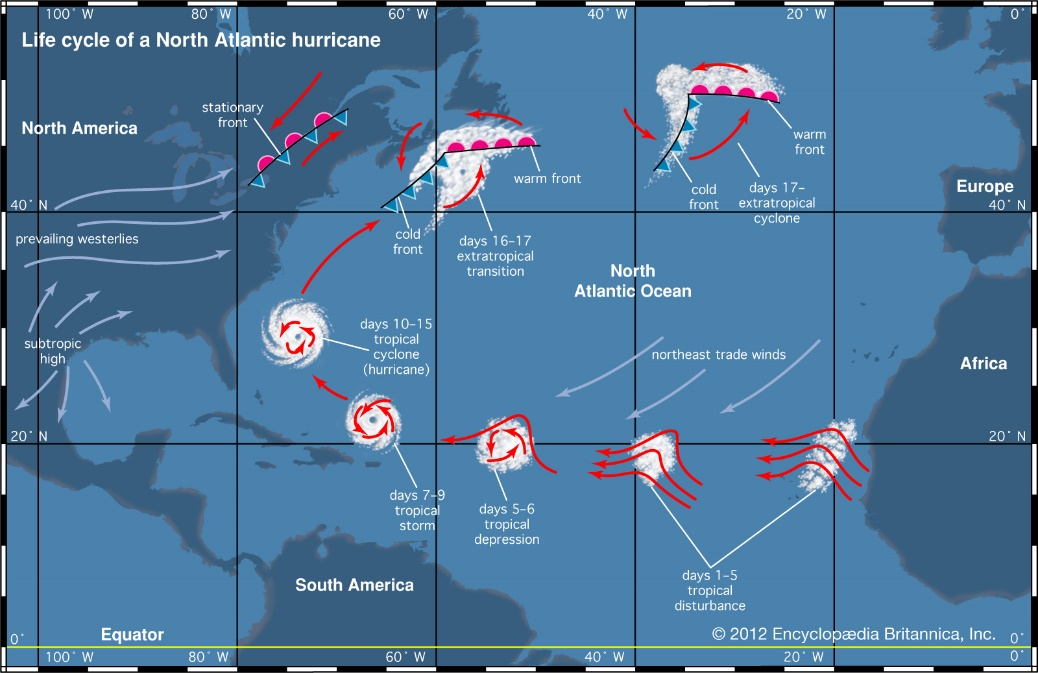 100° W 80° W 60° W 40° W 20° W 0°
Life cycle of a North Atlantic hurricane
stationary
front
North America
warm
front
warm front
cold
front
days 17–
extratropical
cyclone
Europe
40° N 40° N
prevailing westerlies
cold
front
days 16–17
extratropical
transition
North
Atlantic Ocean
days 10–15
tropical
cyclone
(hurricane)
subtropic
high
northeast trade winds
Africa
20° N 20° N
days 7–9
tropical
storm
days 5–6
tropical
depression
days 1–5
tropical
disturbance
South America
Equator
© 2012 Encyclopædia Britannica, Inc.
0° 0°
100° W 80° W 60° W 40° W 20° W 0°